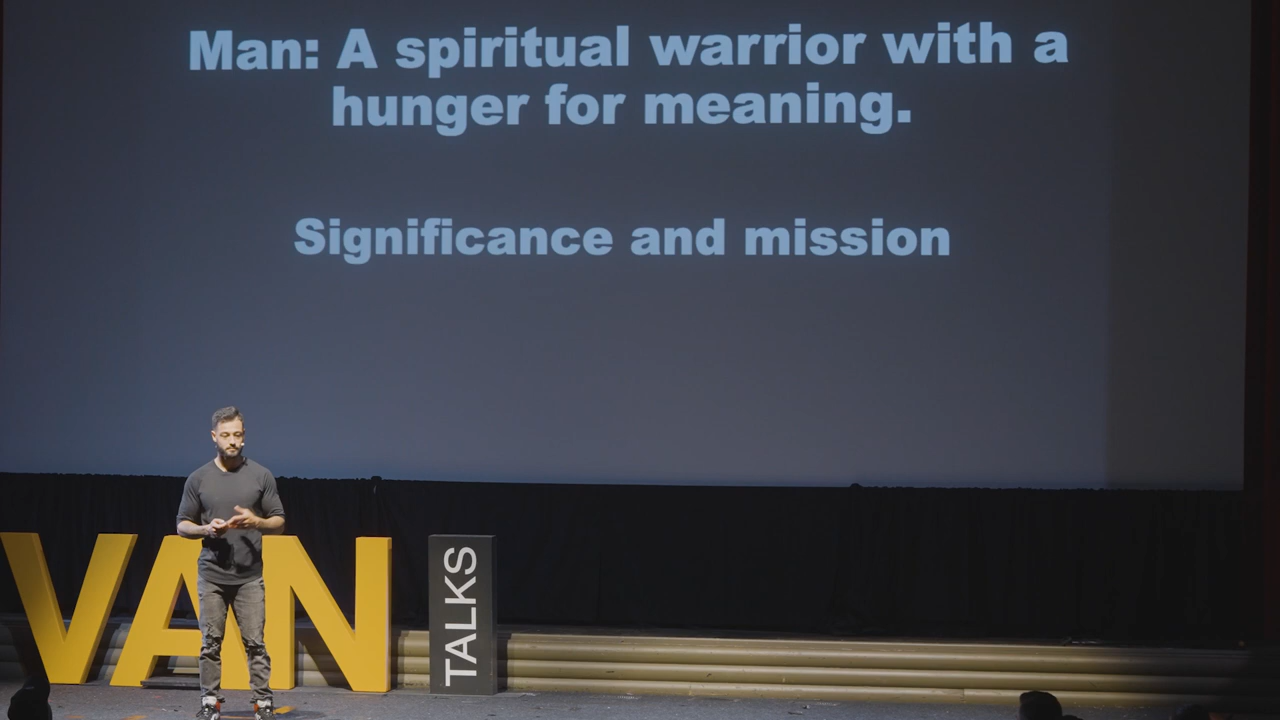 Man: A spiritual warrior with a
hunger for meaning.
Significance and mission
VAN
TALKS